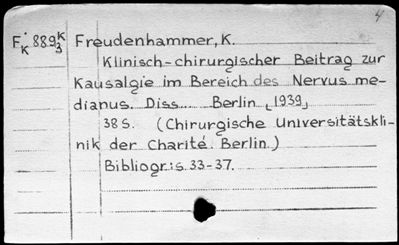 4
F K 889 K 3 Freudenhammer, K.
Klinisch-chirurgischer Beitrag zur
Kausalgie im Bereich des Nervus me-
dianus. Diss. Berlin [1939]
38 S. (Chirurgische Universitätskli-
nik der Charité. Berlin.)
Bibliogr.: s. 33-37.